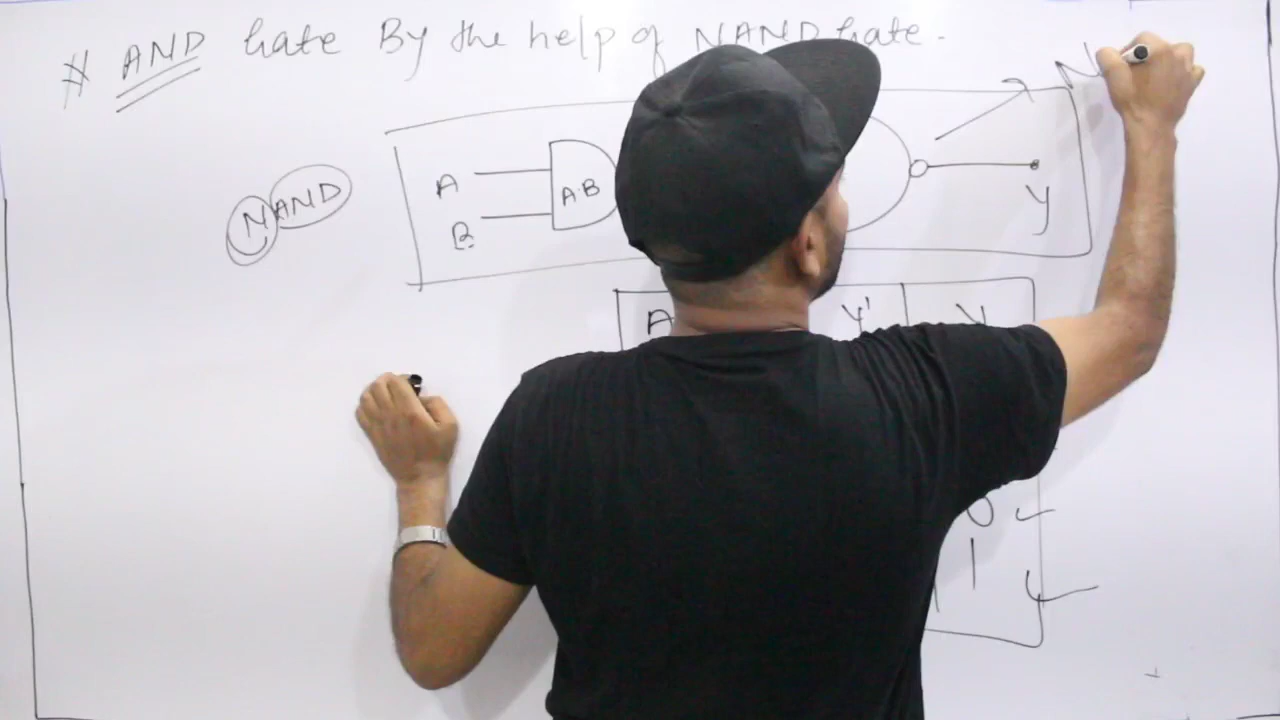 # AND Gate By the help of NAND Gate.
N
NAND
A
A·B
B
Y
A Y' Y
0
1